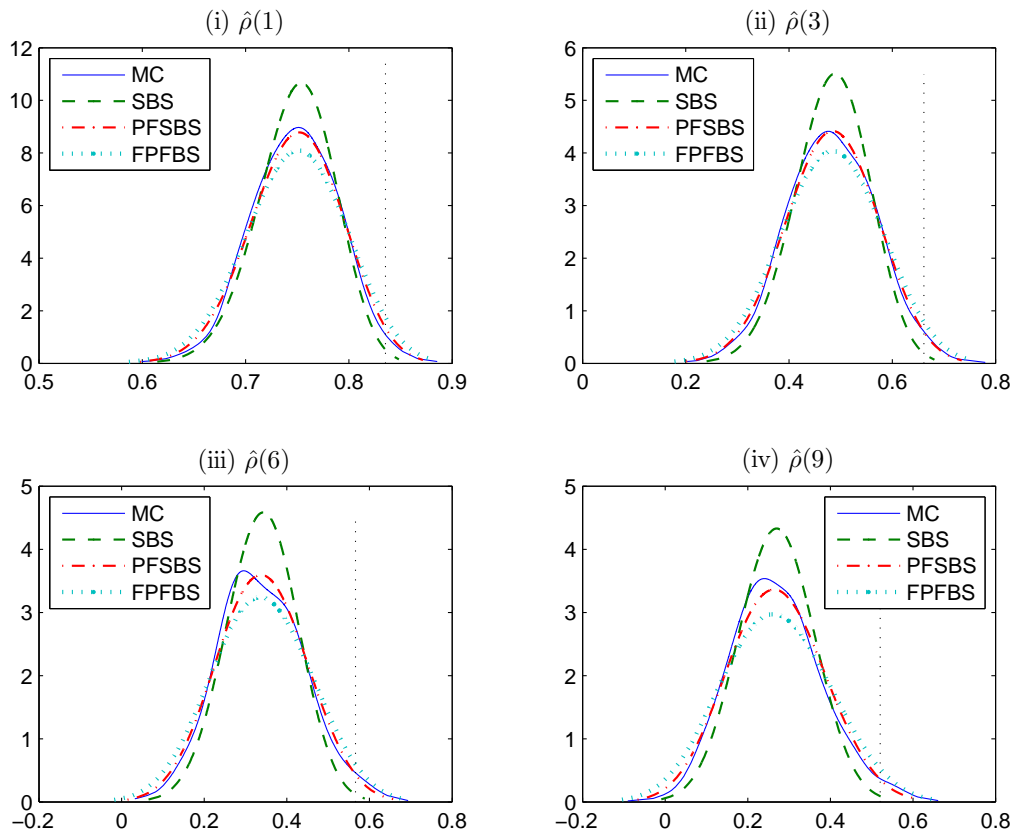 (i) ρ̂(1)
12
10
8
6
4
2
0
0.5 0.6 0.7 0.8 0.9
MC
SBS
PFSBS
FPFBS
(ii) ρ̂(3)
6
5
4
3
2
1
0
0 0.2 0.4 0.6 0.8
MC
SBS
PFSBS
FPFBS
(iii) ρ̂(6)
5
4
3
2
1
0
−0.2 0 0.2 0.4 0.6 0.8
MC
SBS
PFSBS
FPFBS
(iv) ρ̂(9)
5
4
3
2
1
0
−0.2 0 0.2 0.4 0.6 0.8
MC
SBS
PFSBS
FPFBS